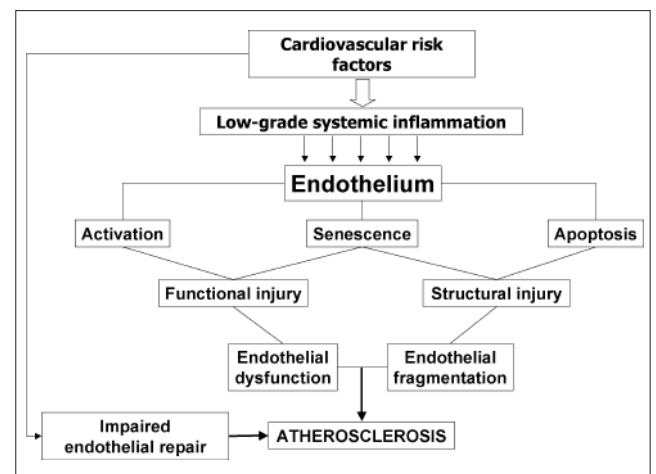 Cardiovascular risk
factors
Low-grade systemic inflammation
Endothelium
Activation
Senescence
Apoptosis
Functional injury
Structural injury
Endothelial
dysfunction
Endothelial
fragmentation
Impaired
endothelial repair
ATHEROSCLEROSIS